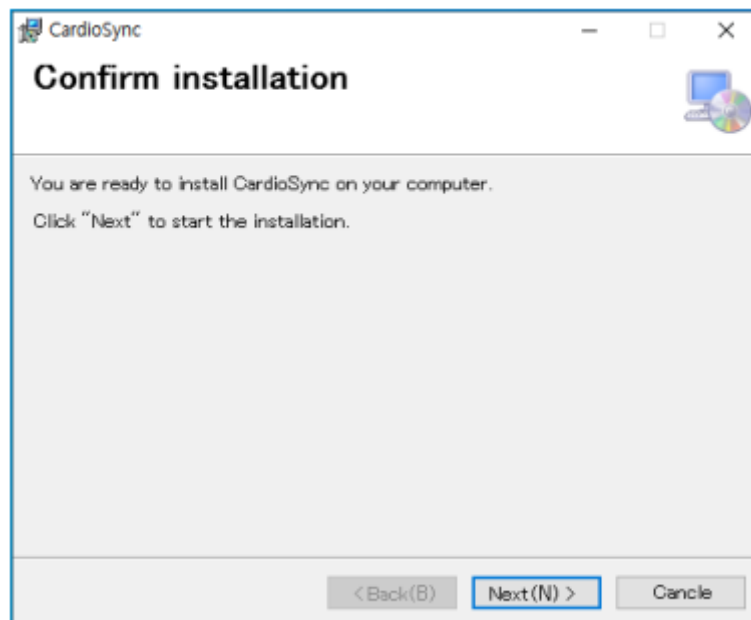 CardioSync
Confirm installation
You are ready to install CardioSync on your computer.
Click "Next" to start the installation.
<Back(B)
Next(N) >
Cancle